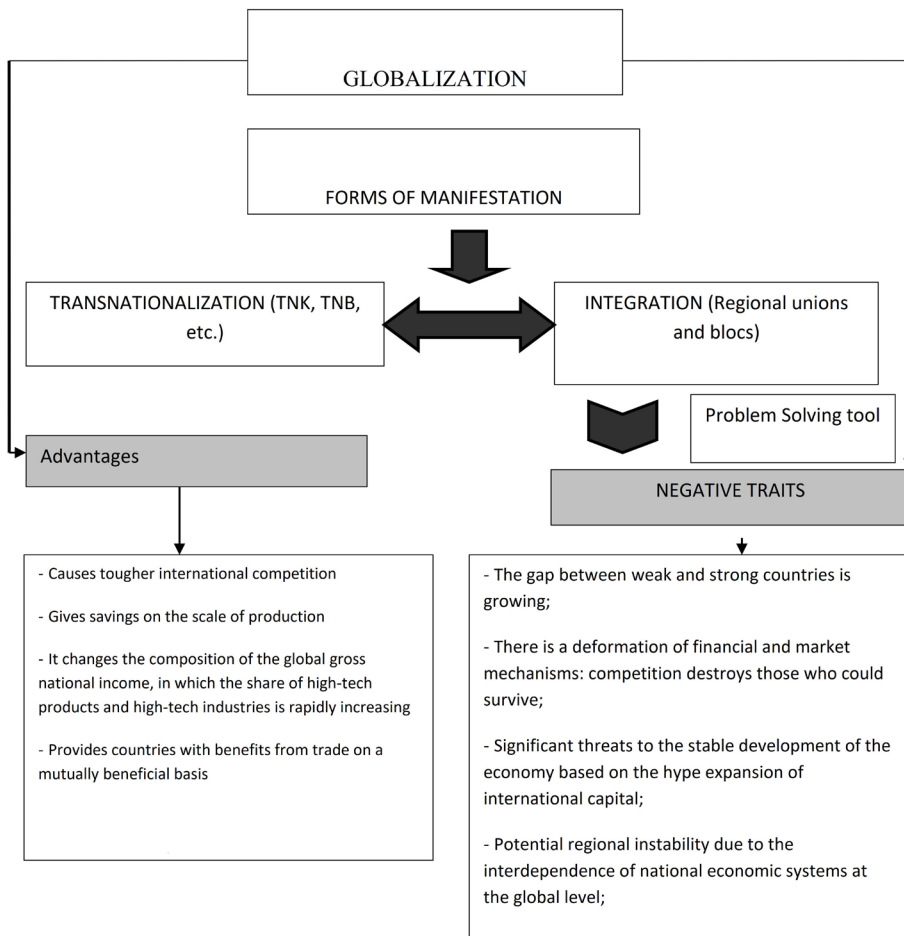 GLOBALIZATION
FORMS OF MANIFESTATION
TRANSNATIONALIZATION (TNK, TNB,
etc.)
INTEGRATION (Regional unions
and blocs)
Problem Solving tool
Advantages
NEGATIVE TRAITS
- Causes tougher international competition
- Gives savings on the scale of production
- It changes the composition of the global gross
national income, in which the share of high-tech
products and high-tech industries is rapidly increasing
- Provides countries with benefits from trade on a
mutually beneficial basis
- The gap between weak and strong countries is
growing;
- There is a deformation of financial and market
mechanisms: competition destroys those who could
survive;
- Significant threats to the stable development of the
economy based on the hype expansion of
international capital;
- Potential regional instability due to the
interdependence of national economic systems at
the global level;